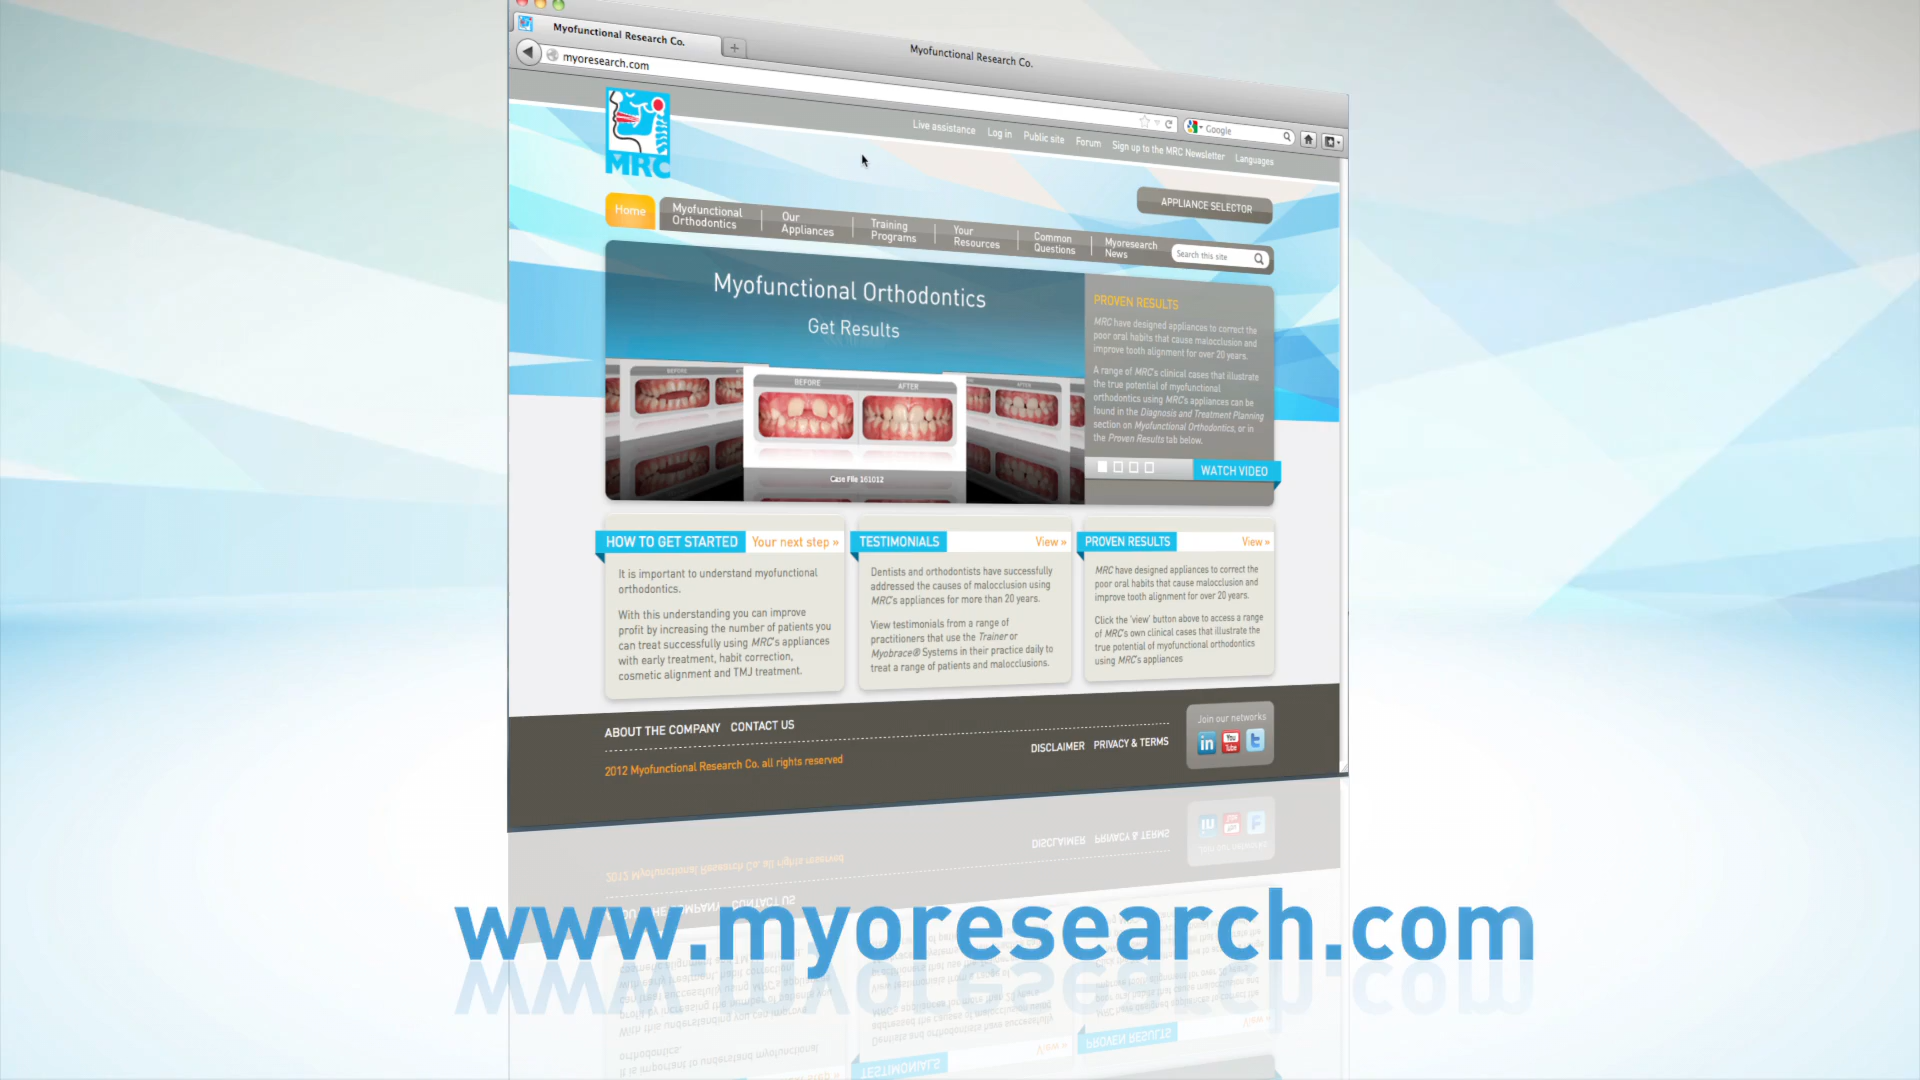 Myofunctional Research Co.
Myofunctional Research Co.
myoresearch.com
Google
MRC
Live assistance Log in Public site Forum Sign up to the MRC Newsletter Languages
APPLIANCE SELECTOR
Home
Myofunctional
Orthodontics
Our
Appliances
Training
Programs
Your
Resources
Common
Questions
Myoresearch
News
Search this site
Myofunctional Orthodontics
Get Results
BEFORE
BEFORE AFTER
AFTER
Case File 161012
PROVEN RESULTS
MRC have designed appliances to correct the
poor oral habits that cause malocclusion and
improve tooth alignment for over 20 years.
A range of MRC's clinical cases that illustrate
the true potential of myofunctional
orthodontics using MRC's appliances can be
found in the Diagnosis and Treatment Planning
section on Myofunctional Orthodontics, or in
the Proven Results tab below.
WATCH VIDEO
HOW TO GET STARTED Your next step »
It is important to understand myofunctional
orthodontics.
With this understanding you can improve
profit by increasing the number of patients you
can treat successfully using MRC's appliances
with early treatment, habit correction,
cosmetic alignment and TMJ treatment.
TESTIMONIALS View »
Dentists and orthodontists have successfully
addressed the causes of malocclusion using
MRC's appliances for more than 20 years.
View testimonials from a range of
practitioners that use the Trainer or
Myobrace® Systems in their practice daily to
treat a range of patients and malocclusions.
PROVEN RESULTS View »
MRC have designed appliances to correct the
poor oral habits that cause malocclusion and
improve tooth alignment for over 20 years.
Click the 'view' button above to access a range
of MRC's own clinical cases that illustrate the
true potential of myofunctional orthodontics
using MRC's appliances
ABOUT THE COMPANY CONTACT US
2012 Myofunctional Research Co. all rights reserved
DISCLAIMER PRIVACY & TERMS
Join our networks
in
You
Tube
t
www.myoresearch.com